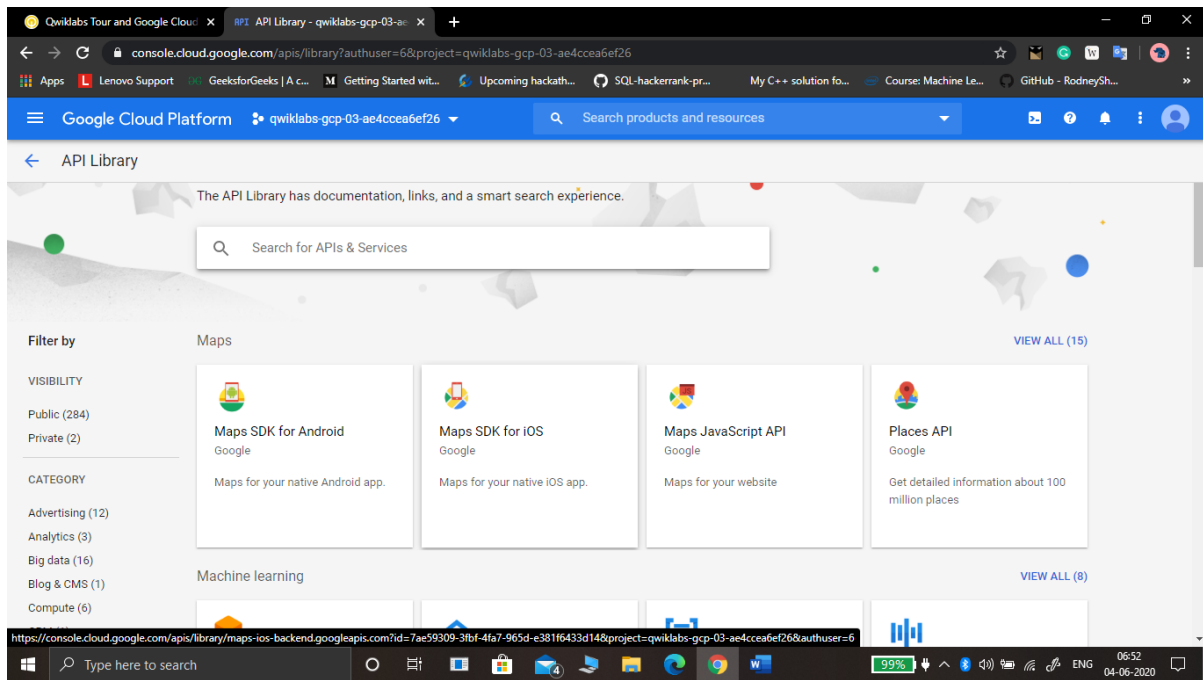 Qwiklabs Tour and Google Cloud
API API Library - qwiklabs-gcp-03-ae
console.cloud.google.com/apis/library?authuser=6&project=qwiklabs-gcp-03-ae4ccea6ef26
Apps Lenovo Support GeeksforGeeks | A c... Getting Started wit... Upcoming hackath... SQL-hackerrank-pr... My C++ solution fo... Course: Machine Le... GitHub - RodneySh... »
Google Cloud Platform qwiklabs-gcp-03-ae4ccea6ef26 Search products and resources
API Library
The API Library has documentation, links, and a smart search experience.
Search for APIs & Services
Filter by
VISIBILITY
Public (284)
Private (2)
CATEGORY
Advertising (12)
Analytics (3)
Big data (16)
Blog & CMS (1)
Compute (6)
Maps VIEW ALL (15)
Maps SDK for Android
Google
Maps for your native Android app.
Maps SDK for iOS
Google
Maps for your native iOS app.
Maps JavaScript API
Google
Maps for your website
Places API
Google
Get detailed information about 100
million places
Machine learning VIEW ALL (8)
https://console.cloud.google.com/apis/library/maps-ios-backend.googleapis.com?id=7ae59309-3fbf-4fa7-965d-e381f6433d14&project=qwiklabs-gcp-03-ae4ccea6ef26&authuser=6
Type here to search
4
99%
ENG
06:52
04-06-2020